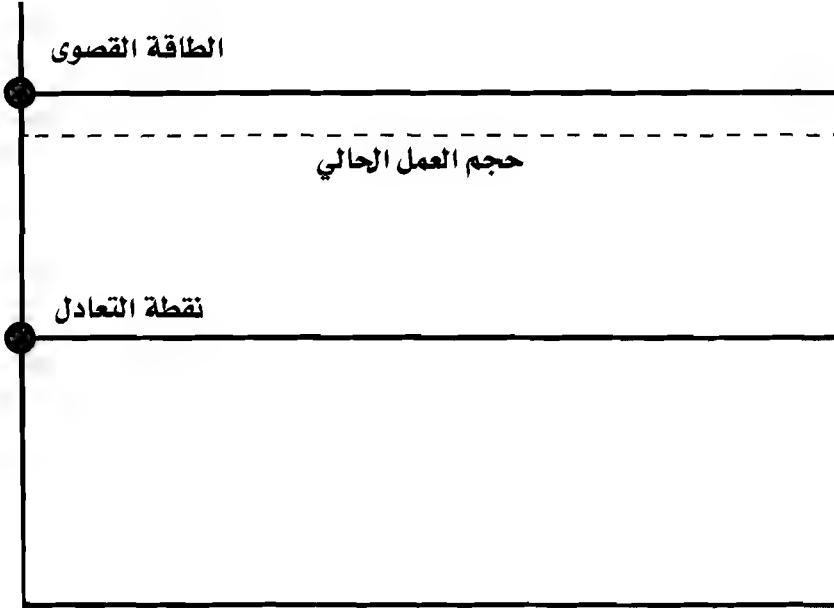 الطاقة القصوى
حجم العمل الحالي
نقطة التعادل